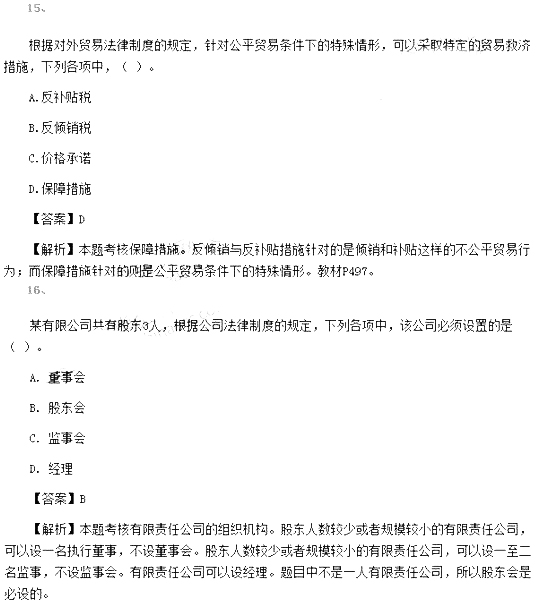 15、
根据对外贸易法律制度的规定，针对公平贸易条件下的特殊情形，可以采取特定的贸易救济
措施，下列各项中，（ ）。
A.反补贴税
B.反倾销税
C.价格承诺
D.保障措施
【答案】D
【解析】本题考核保障措施。反倾销与反补贴措施针对的是倾销和补贴这样的不公平贸易行
为；而保障措施针对的则是公平贸易条件下的特殊情形。教材P497。
16、
某有限公司共有股东3人，根据公司法律制度的规定，下列各项中，该公司必须设置的是
（ ）。
A. 董事会
B. 股东会
C. 监事会
D. 经理
【答案】B
【解析】本题考核有限责任公司的组织机构。股东人数较少或者规模较小的有限责任公司，
可以设一名执行董事，不设董事会。股东人数较少或者规模较小的有限责任公司，可以设一至二
名监事，不设监事会。有限责任公司可以设经理。题目中不是一人有限责任公司，所以股东会是
必设的。